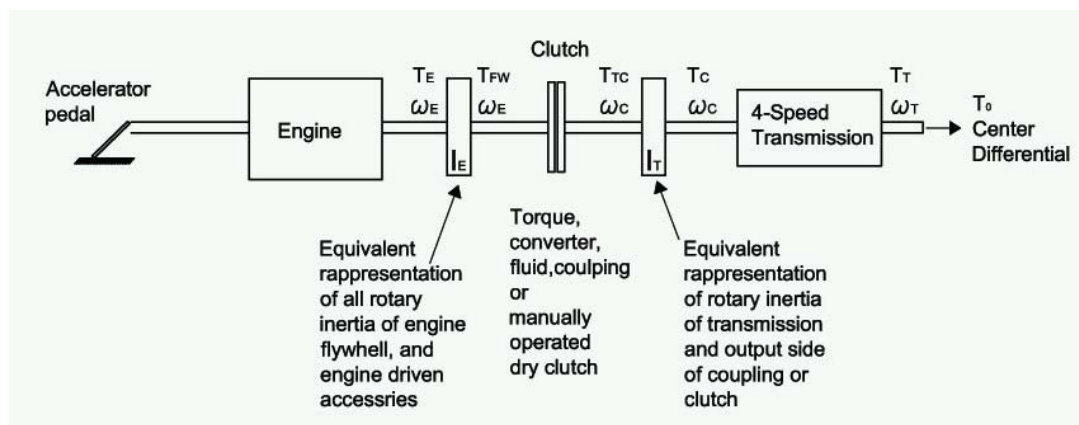 Accelerator
pedal
Engine
TE
ωE
IE
TFW
ωE
Clutch
TTC
ωC
IT
TC
ωC
4-Speed
Transmission
TT
ωT
T0
Center
Differential
Equivalent
rappresentation
of all rotary
inertia of engine
flywhell, and
engine driven
accessries
Torque,
converter,
fluid,coulping
or
manually
operated
dry clutch
Equivalent
rappresentation
of rotary inertia
of transmission
and output side
of coupling or
clutch